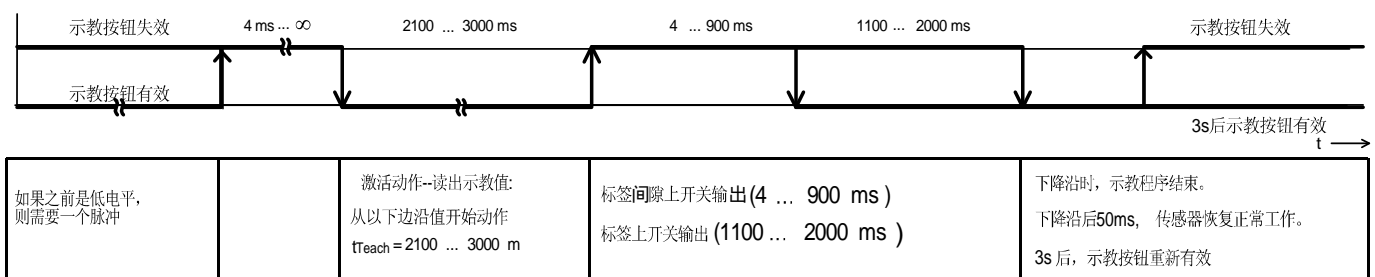 示教按钮失效
4 ms ... ∞
2100 ... 3000 ms
4 ... 900 ms
1100 ... 2000 ms
示教按钮失效
示教按钮有效
3s后示教按钮有效
t
如果之前是低电平,
则需要一个脉冲
激活动作--读出示教值:
从以下边沿值开始动作
tTeach = 2100 ... 3000 m
标签间隙上开关输出(4 ... 900 ms )
标签上开关输出 (1100 ... 2000 ms )
下降沿时，示教程序结束。
下降沿后50ms， 传感器恢复正常工作。
3s 后，示教按钮重新有效